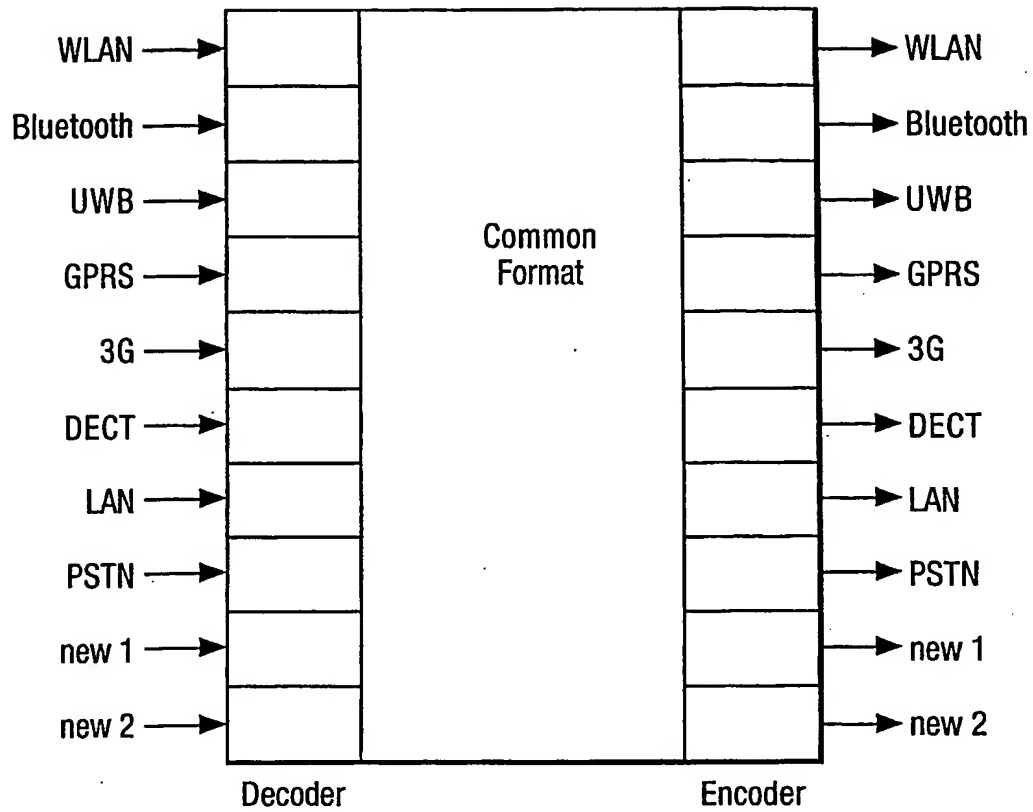 WLAN
Bluetooth
UWB
GPRS
3G
DECT
LAN
PSTN
new 1
new 2
Common
Format
WLAN
Bluetooth
UWB
GPRS
3G
DECT
LAN
PSTN
new 1
new 2
Decoder
Encoder